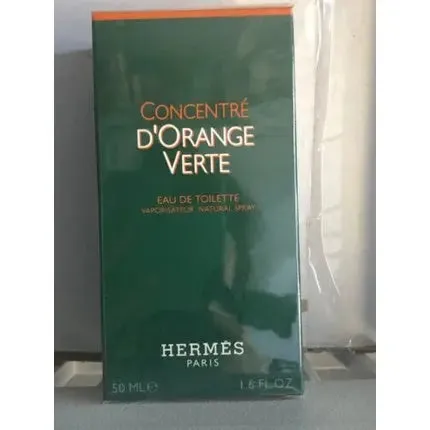 CONCENTRÉ
D'ORANGE
VERTE
EAU DE TOILETTE
VAPORISATEUR NATURAL SPRAY
HERMÈS
PARIS
50 ML ℮ 1.6 FL.OZ